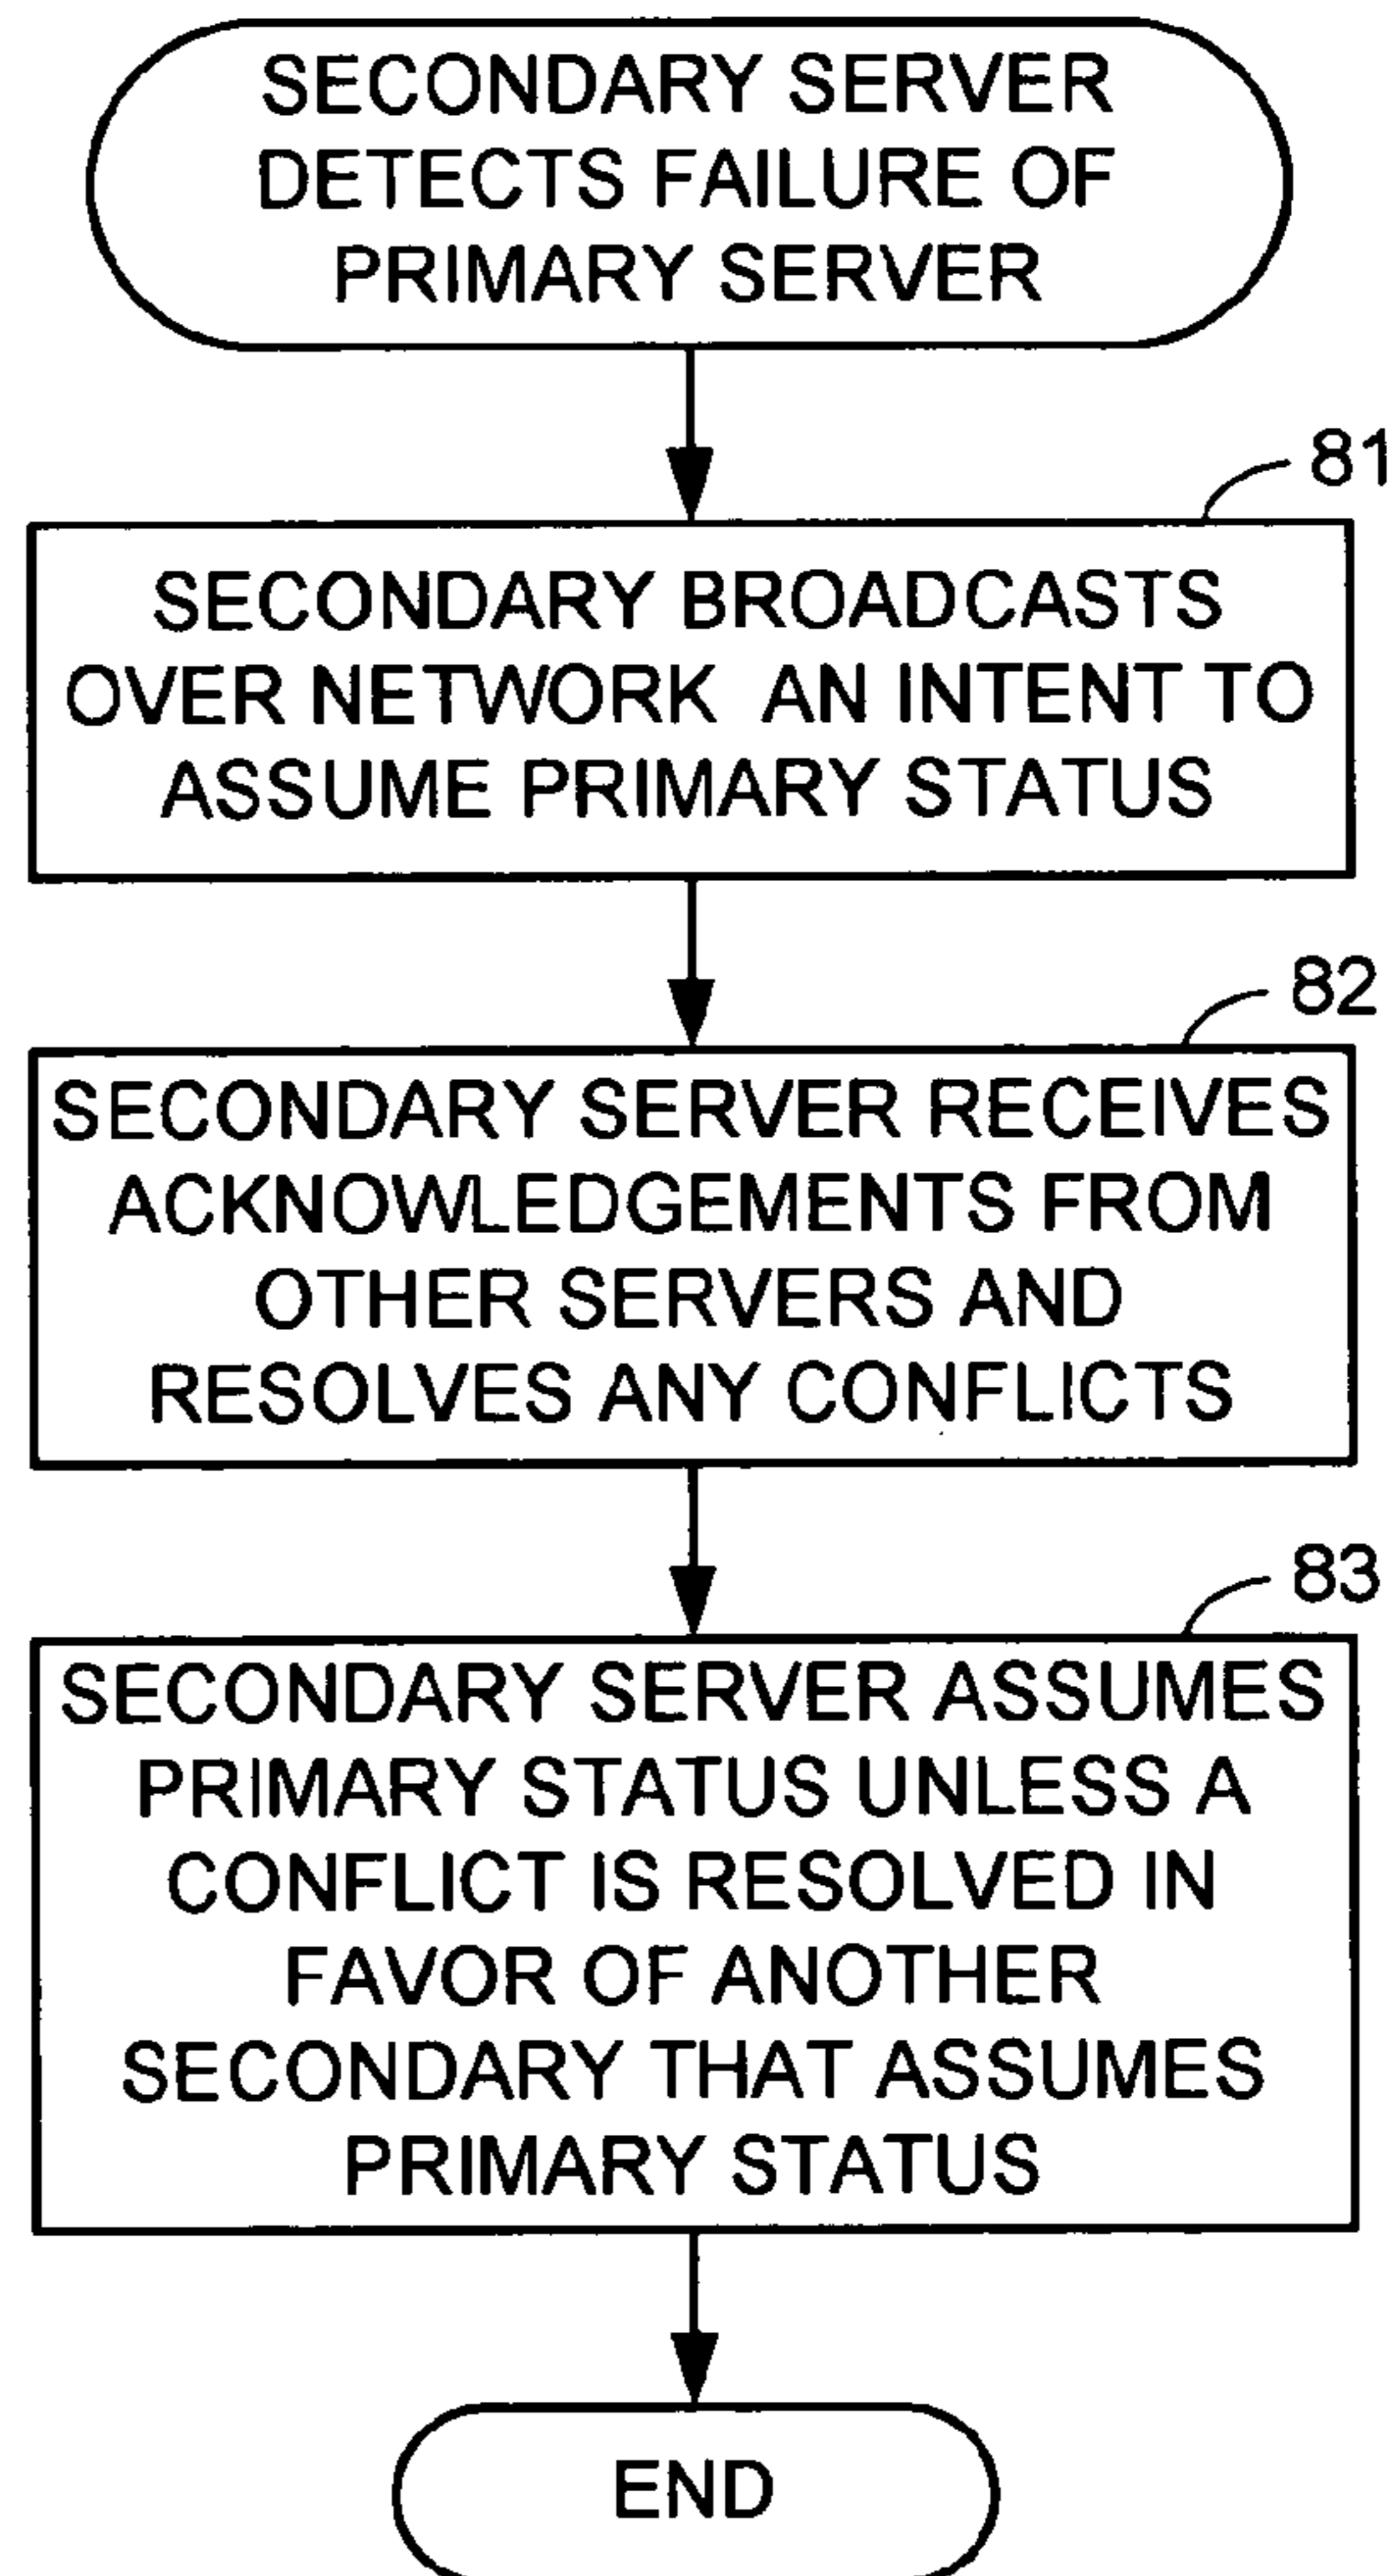 SECONDARY SERVER
DETECTS FAILURE OF
PRIMARY SERVER
81
SECONDARY BROADCASTS
OVER NETWORK AN INTENT TO
ASSUME PRIMARY STATUS
82
SECONDARY SERVER RECEIVES
ACKNOWLEDGEMENTS FROM
OTHER SERVERS AND
RESOLVES ANY CONFLICTS
83
SECONDARY SERVER ASSUMES
PRIMARY STATUS UNLESS A
CONFLICT IS RESOLVED IN
FAVOR OF ANOTHER
SECONDARY THAT ASSUMES
PRIMARY STATUS
END